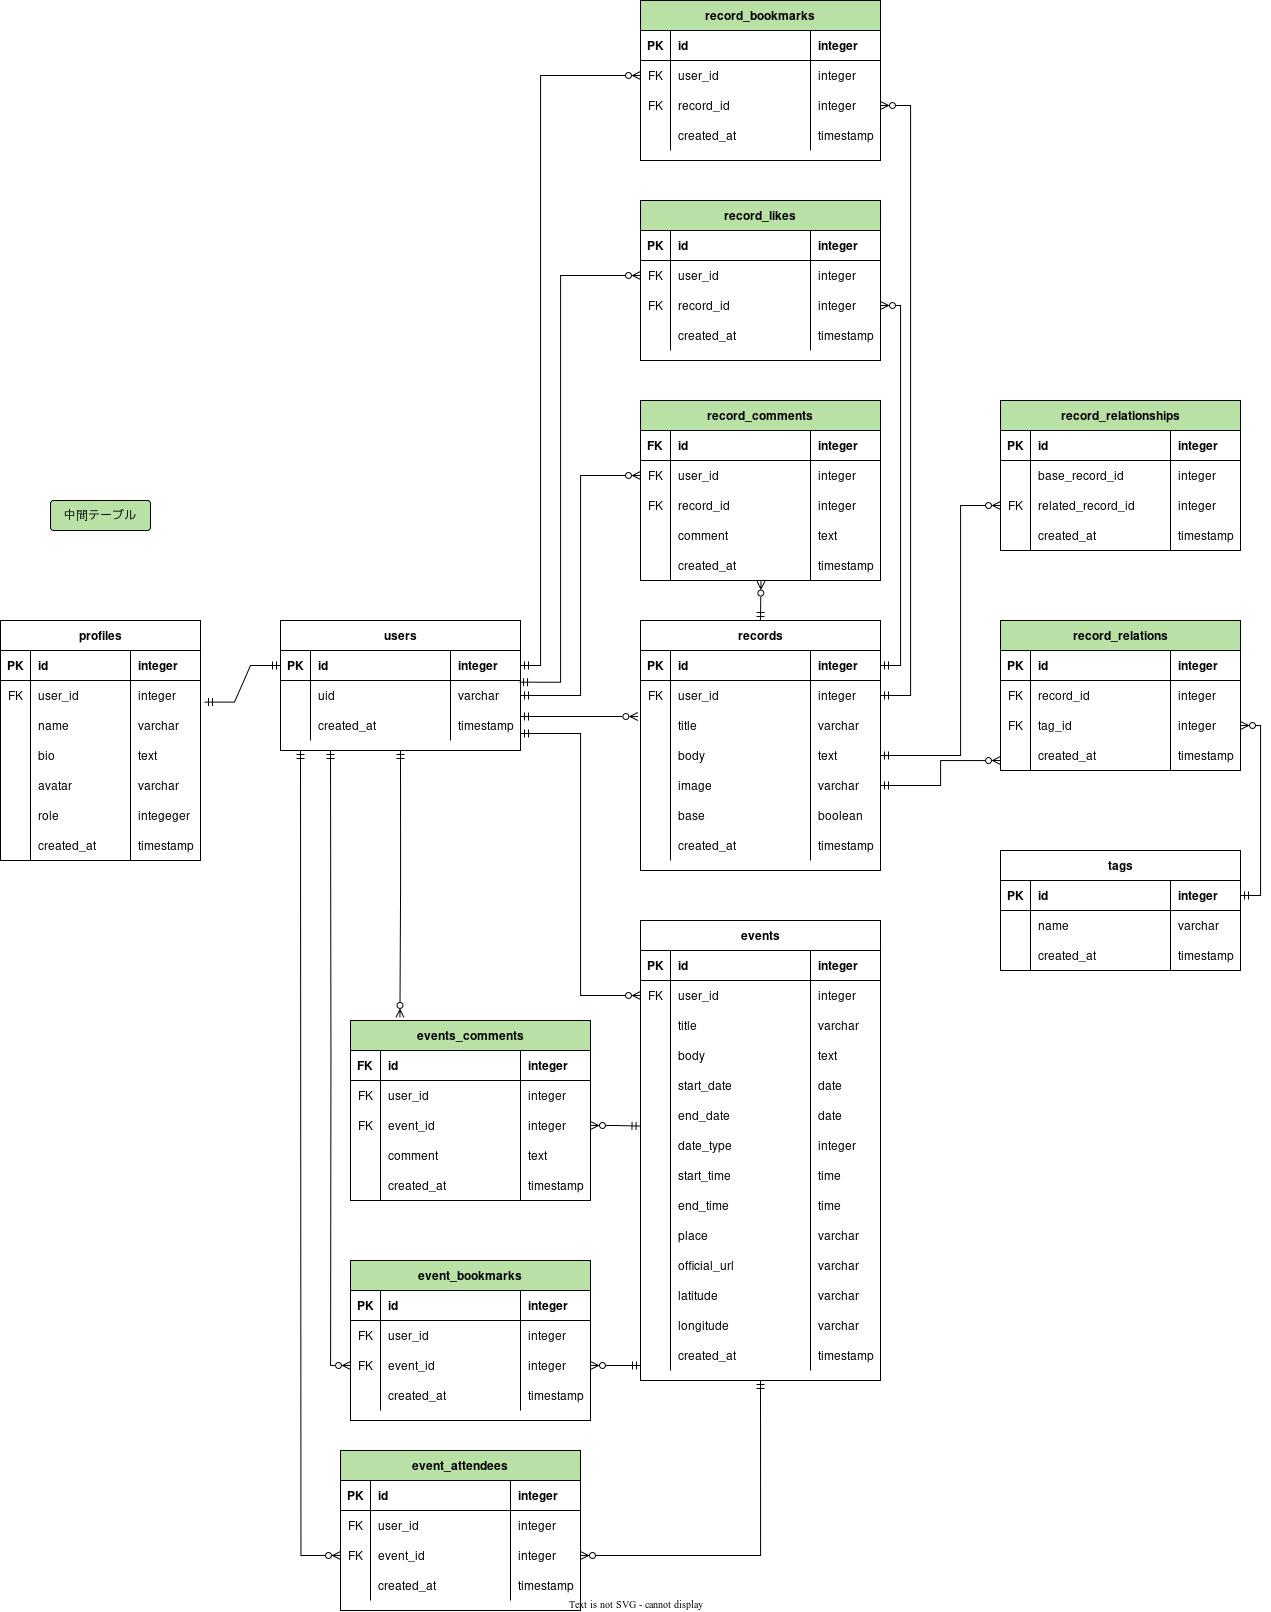 record_bookmarks
PK id integer
FK user_id integer
FK record_id integer
created_at timestamp
record_likes
PK id integer
FK user_id integer
FK record_id integer
created_at timestamp
record_comments
FK id integer
FK user_id integer
FK record_id integer
comment text
created_at timestamp
record_relationships
PK id integer
base_record_id integer
FK related_record_id integer
created_at timestamp
中間テーブル
profiles
PK id integer
FK user_id integer
name varchar
bio text
avatar varchar
role integeger
created_at timestamp
users
PK id integer
uid varchar
created_at timestamp
records
PK id integer
FK user_id integer
title varchar
body text
image varchar
base boolean
created_at timestamp
record_relations
PK id integer
FK record_id integer
FK tag_id integer
created_at timestamp
tags
PK id integer
name varchar
created_at timestamp
events
PK id integer
FK user_id integer
title varchar
body text
start_date date
end_date date
date_type integer
start_time time
end_time time
place varchar
official_url varchar
latitude varchar
longitude varchar
created_at timestamp
events_comments
FK id integer
FK user_id integer
FK event_id integer
comment text
created_at timestamp
event_bookmarks
PK id integer
FK user_id integer
FK event_id integer
created_at timestamp
event_attendees
PK id integer
FK user_id integer
FK event_id integer
created_at timestamp
Text is not SVG - cannot display